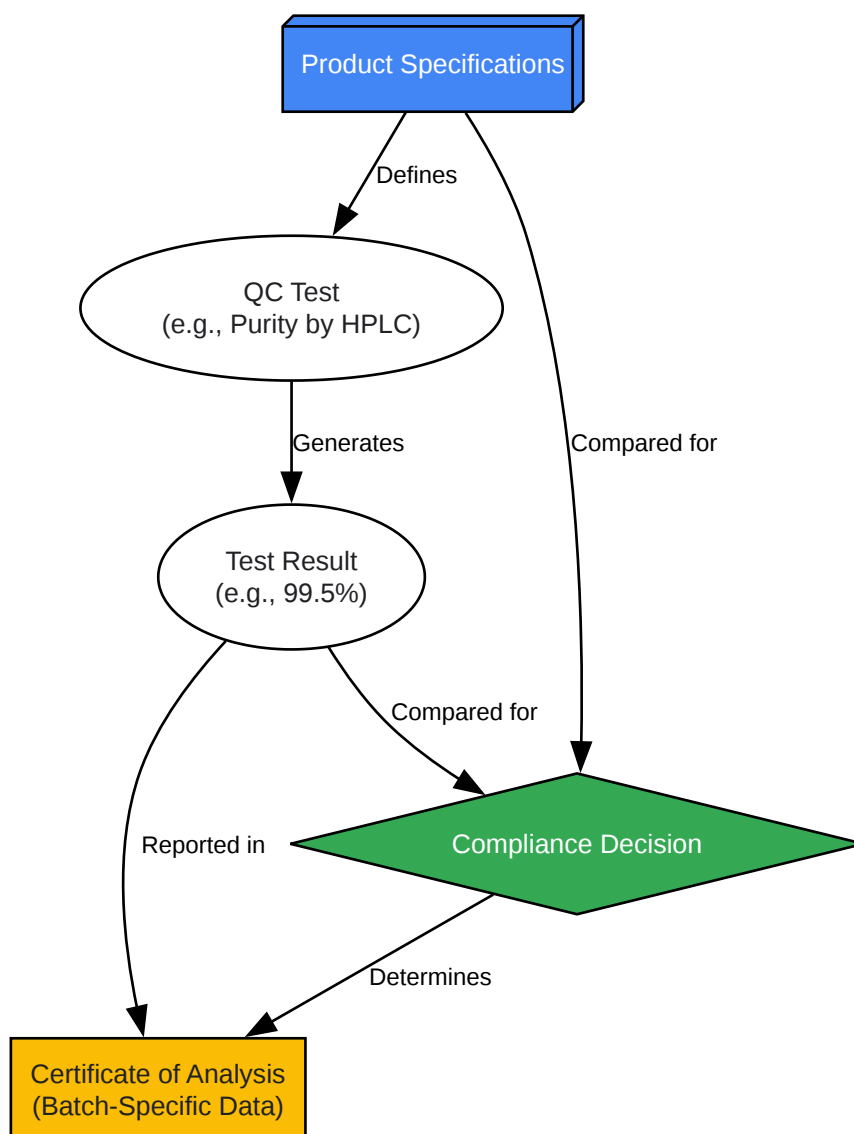 Product Specifications
Defines
QC Test
(e.g., Purity by HPLC)
Generates
Compared for
Test Result
(e.g., 99.5%)
Compared for
Reported in
Compliance Decision
Determines
Certificate of Analysis
(Batch-Specific Data)